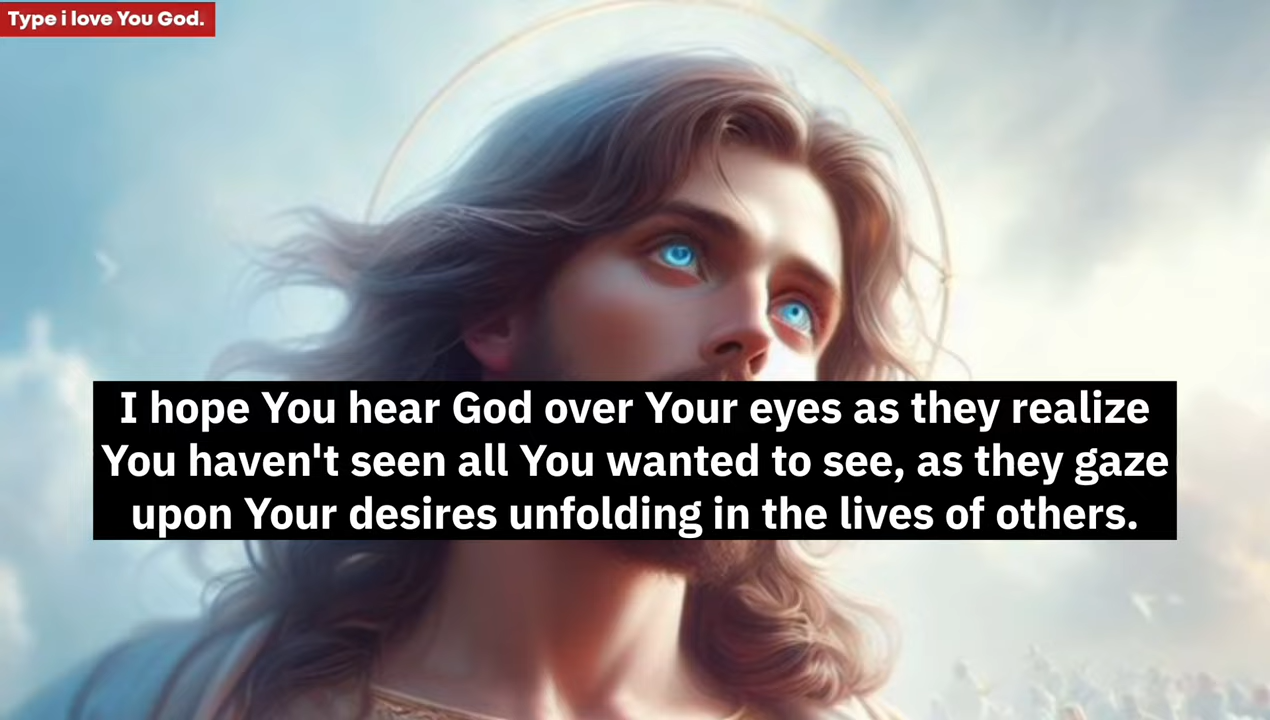 Type i love You God.
I hope You hear God over Your eyes as they realize
You haven't seen all You wanted to see, as they gaze
upon Your desires unfolding in the lives of others.